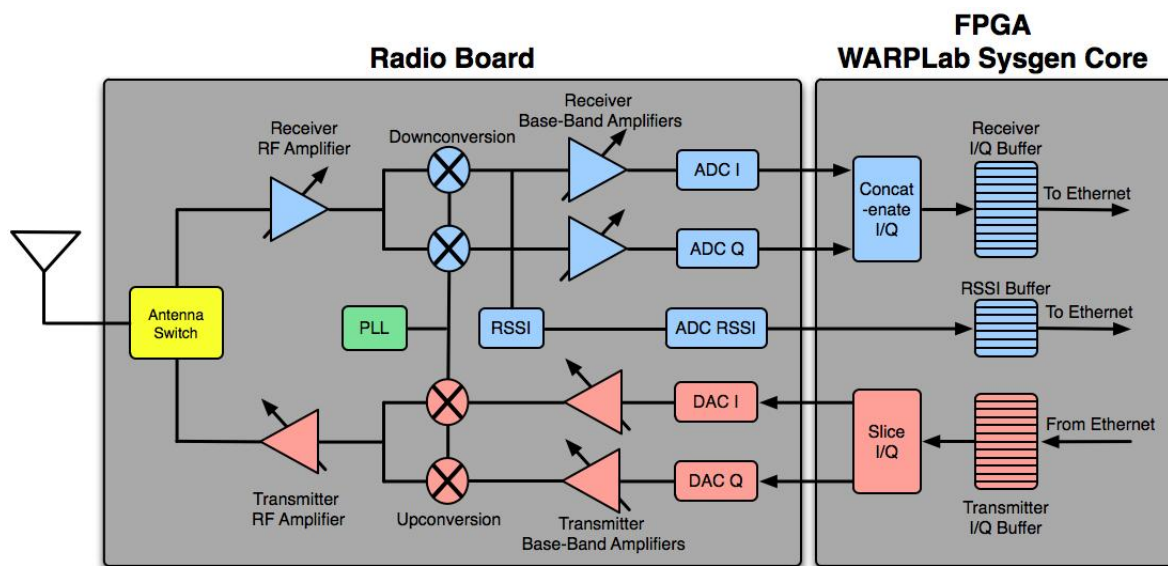 Radio Board
FPGA
WARPLab Sysgen Core
Receiver
RF Amplifier
Downconversion
Receiver
Base-Band Amplifiers
ADC I
ADC Q
Concat
-enate
I/Q
Receiver
I/Q Buffer
To Ethernet
Antenna
Switch
PLL
RSSI
ADC RSSI
RSSI Buffer
To Ethernet
DAC I
DAC Q
Slice
I/Q
From Ethernet
Transmitter
RF Amplifier
Upconversion
Transmitter
Base-Band Amplifiers
Transmitter
I/Q Buffer